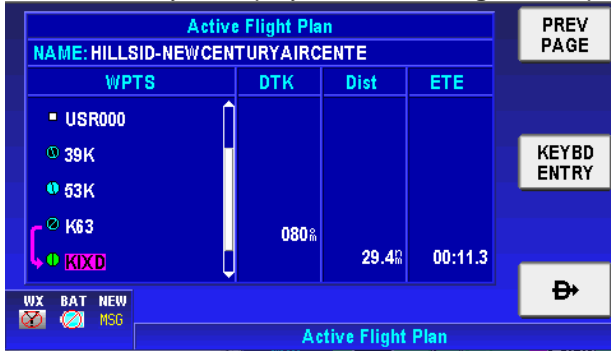 Active Flight Plan
NAME: HILLSID-NEWCENTURYAIRCENTE
WPTS DTK Dist ETE
USR000
39K
53K
K63
080°m
KIXD
29.4nm 00:11.3
PREV
PAGE
KEYBD
ENTRY
D
WX BAT NEW
MSG
Active Flight Plan